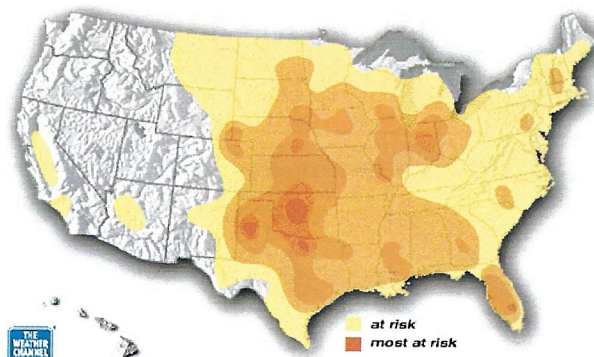 at risk
most at risk
THE
WEATHER
CHANNEL